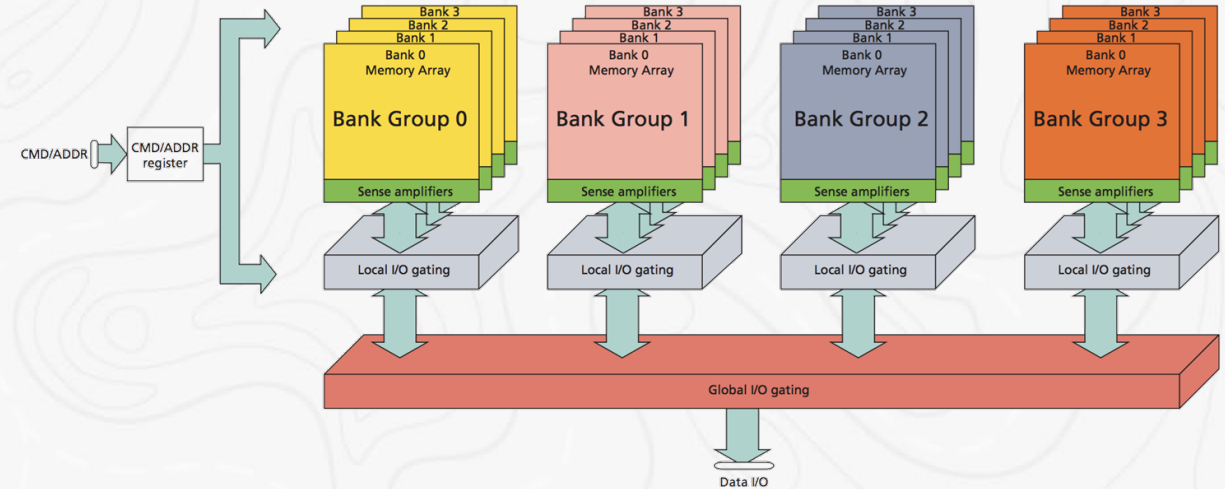 Bank 3
Bank 2
Bank 1
Bank 0
Memory Array
Bank Group 0
Sense amplifiers
Bank 3
Bank 2
Bank 1
Bank 0
Memory Array
Bank Group 1
Sense amplifiers
Bank 3
Bank 2
Bank 1
Bank 0
Memory Array
Bank Group 2
Sense amplifiers
Bank 3
Bank 2
Bank 1
Bank 0
Memory Array
Bank Group 3
Sense amplifiers
CMD/ADDR
CMD/ADDR
register
Local I/O gating
Local I/O gating
Local I/O gating
Local I/O gating
Global I/O gating
Data I/O